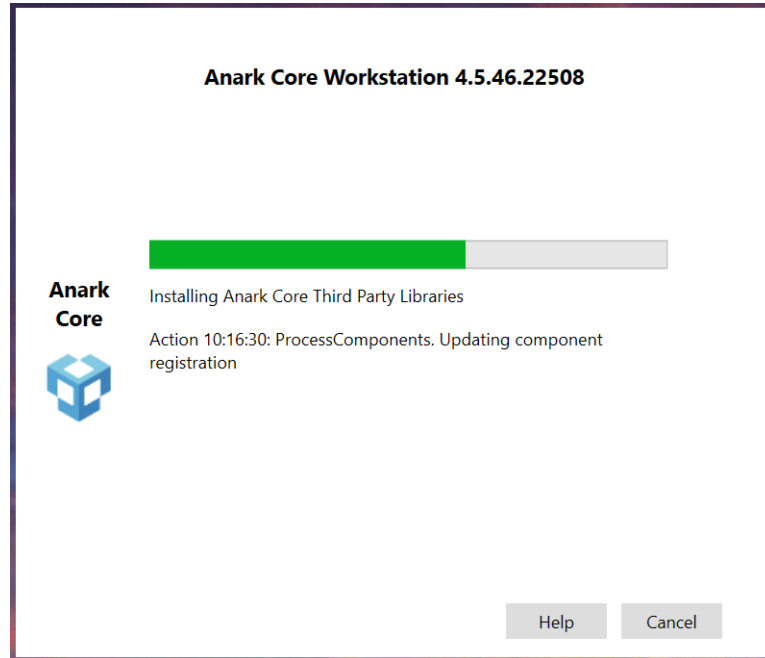 Anark Core Workstation 4.5.46.22508
Anark
Core
Installing Anark Core Third Party Libraries
Action 10:16:30: ProcessComponents. Updating component
registration
Help
Cancel